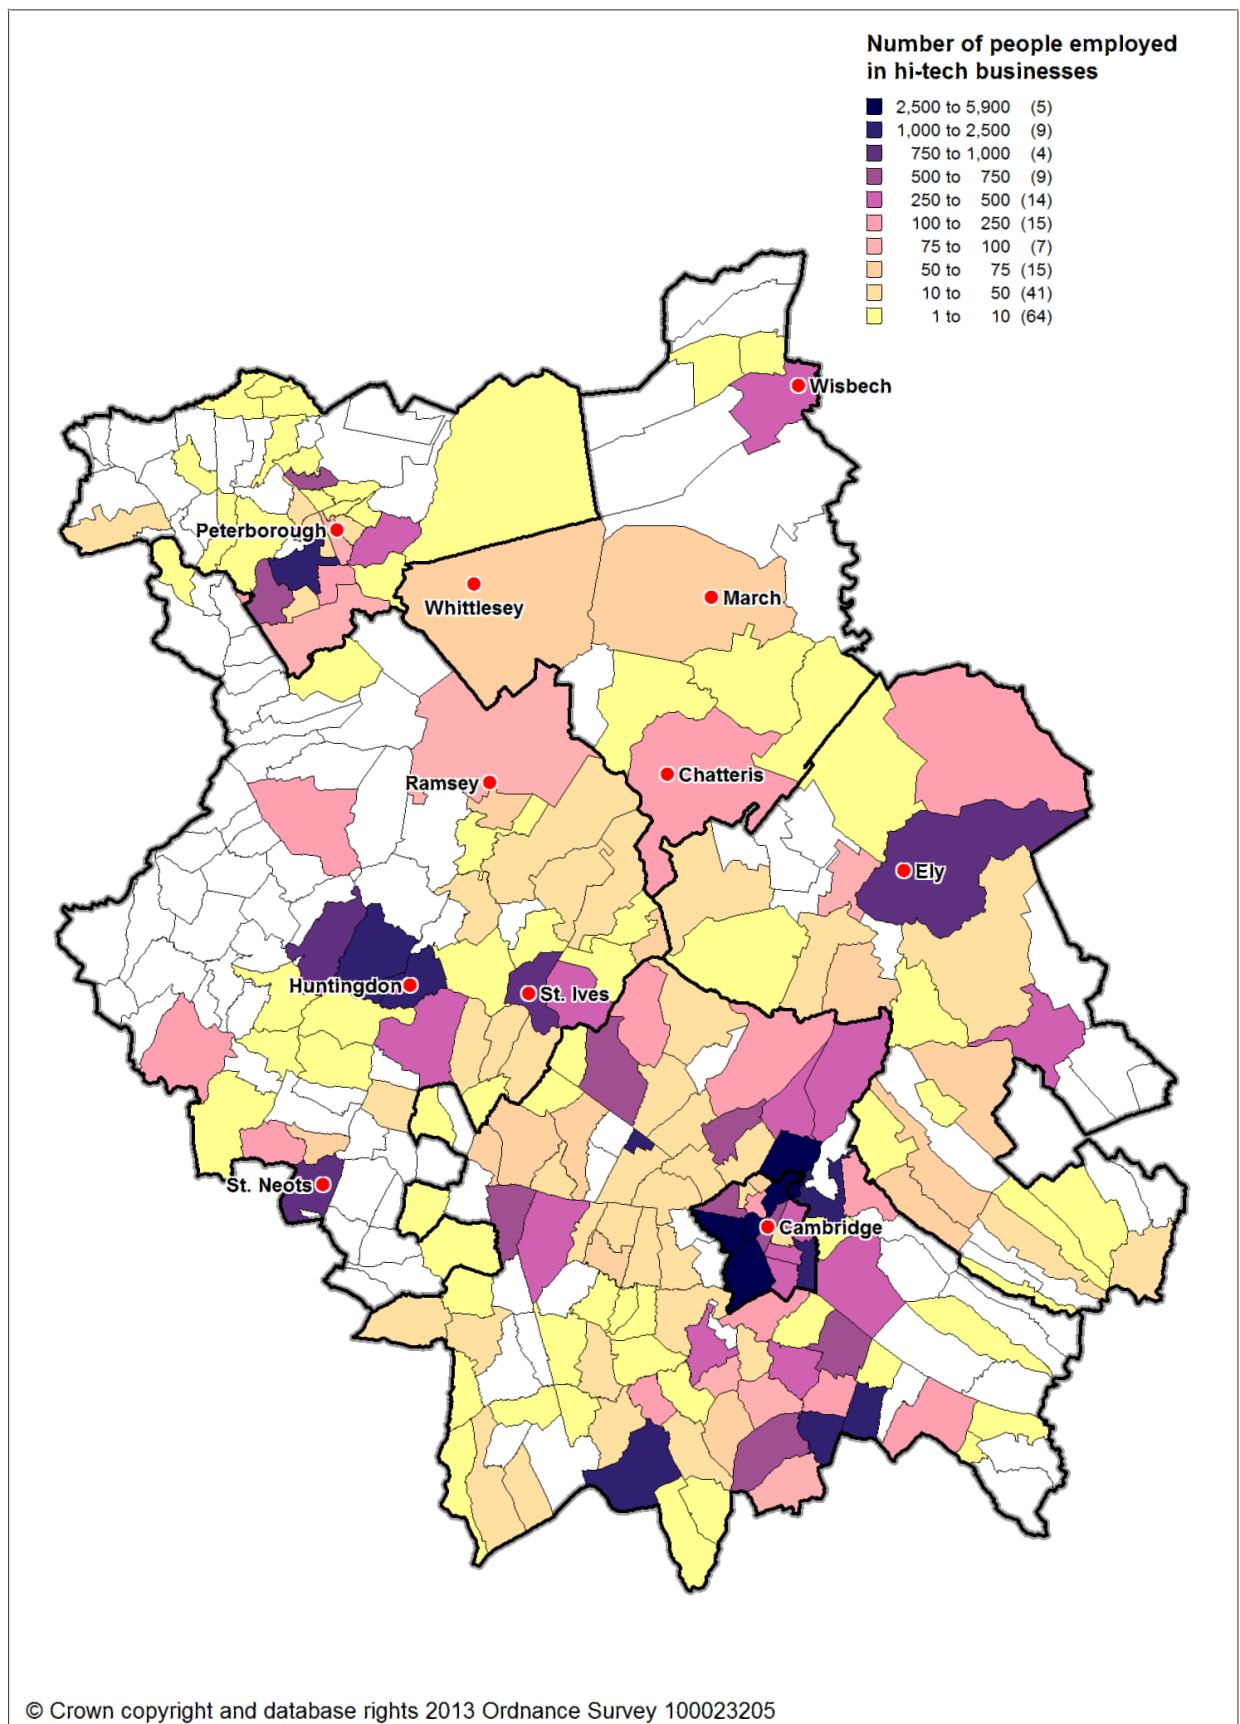 Number of people employed
in hi-tech businesses
2,500 to 5,900 (5)
1,000 to 2,500 (9)
750 to 1,000 (4)
500 to 750 (9)
250 to 500 (14)
100 to 250 (15)
75 to 100 (7)
50 to 75 (15)
10 to 50 (41)
1 to 10 (64)
Wisbech
Peterborough
Whittlesey
March
Ramsey
Chatteris
Ely
Huntingdon
St. Ives
St. Neots
Cambridge
© Crown copyright and database rights 2013 Ordnance Survey 100023205